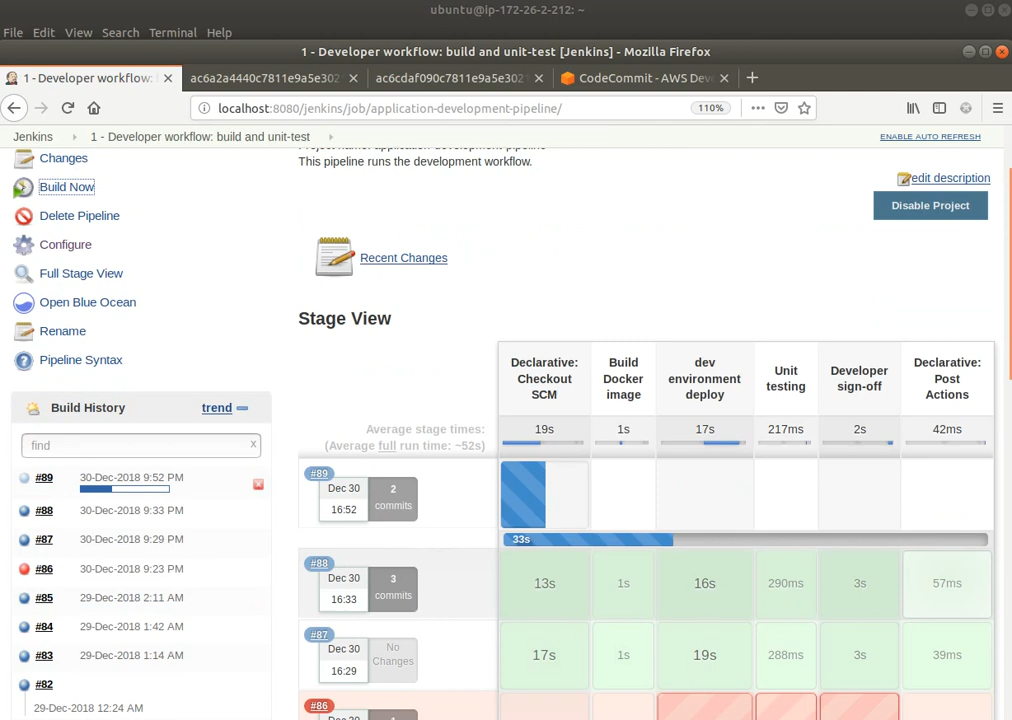 ubuntu@ip-172-26-2-212: ~
File Edit View Search Terminal Help
1 - Developer workflow: build and unit-test [Jenkins] - Mozilla Firefox
1 - Developer workflow: b
ac6a2a4440c7811e9a5e302
ac6cdaf090c7811e9a5e302
CodeCommit - AWS Deve
localhost:8080/jenkins/job/application-development-pipeline/
110%
Jenkins
1 - Developer workflow: build and unit-test
ENABLE AUTO REFRESH
Changes
Build Now
Delete Pipeline
Configure
Full Stage View
Open Blue Ocean
Rename
Pipeline Syntax
Project name: application-development-pipeline
This pipeline runs the development workflow.
edit description
Disable Project
Recent Changes
Stage View
Declarative: Checkout SCM
Build Docker image
dev environment deploy
Unit testing
Developer sign-off
Declarative: Post Actions
Average stage times:
(Average full run time: ~52s)
19s 1s 17s 217ms 2s 42ms
#89
Dec 30
16:52
2
commits
33s
#88
Dec 30
16:33
3
commits
13s 1s 16s 290ms 3s 57ms
#87
Dec 30
16:29
No
Changes
17s 1s 19s 288ms 3s 39ms
#86
Dec 30
Build History
trend
find
x
#89 30-Dec-2018 9:52 PM
#88 30-Dec-2018 9:33 PM
#87 30-Dec-2018 9:29 PM
#86 30-Dec-2018 9:23 PM
#85 29-Dec-2018 2:11 AM
#84 29-Dec-2018 1:42 AM
#83 29-Dec-2018 1:14 AM
#82
29-Dec-2018 12:24 AM